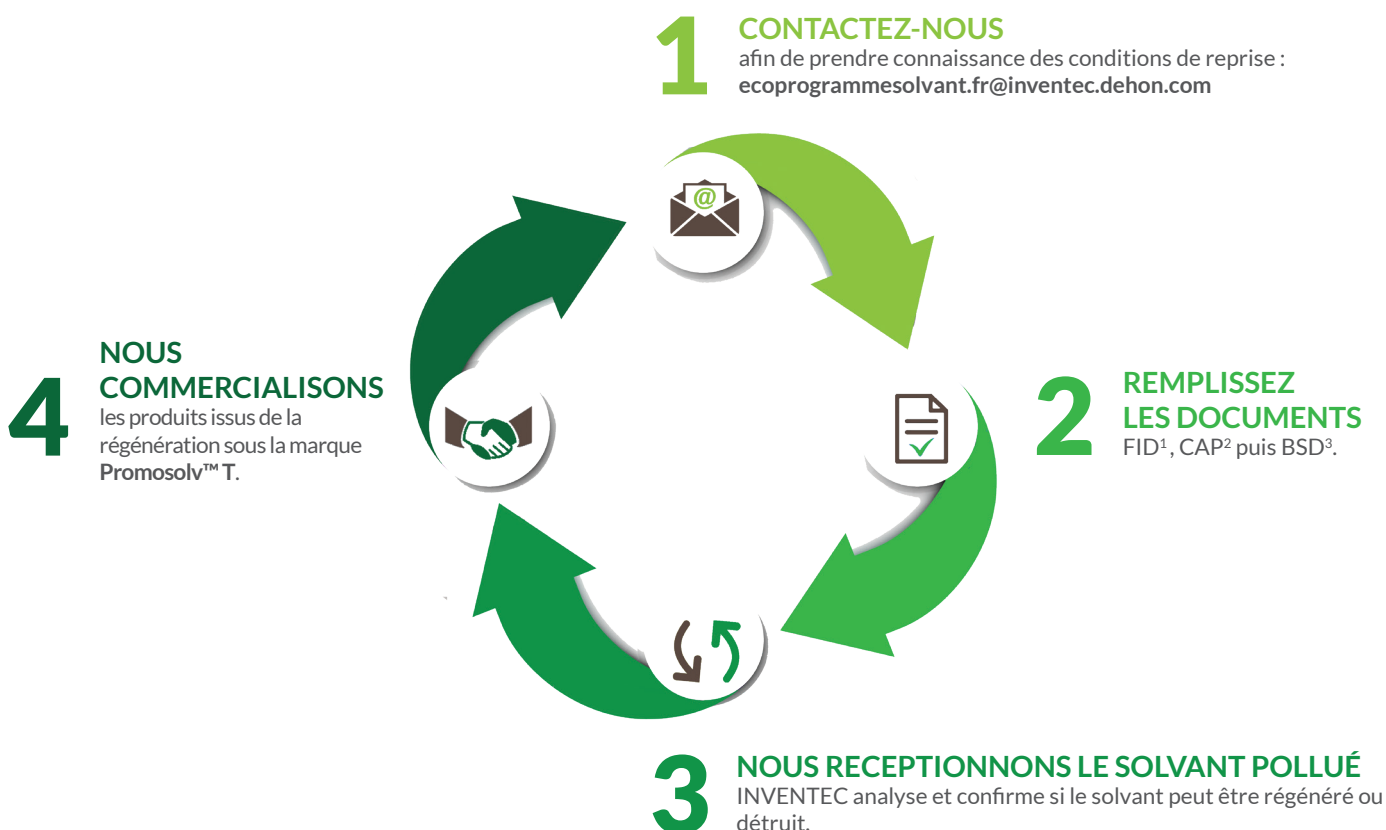 1
CONTACTEZ-NOUS
afin de prendre connaissance des conditions de reprise :
ecoprogrammesolvant.fr@inventec.dehon.com
@
2
REMPLISSEZ
LES DOCUMENTS
FID¹, CAP² puis BSD³.
3
NOUS RECEPTIONNONS LE SOLVANT POLLUÉ
INVENTEC analyse et confirme si le solvant peut être régénéré ou
détruit.
4
NOUS
COMMERCIALISONS
les produits issus de la
régénération sous la marque
Promosolv™ T.